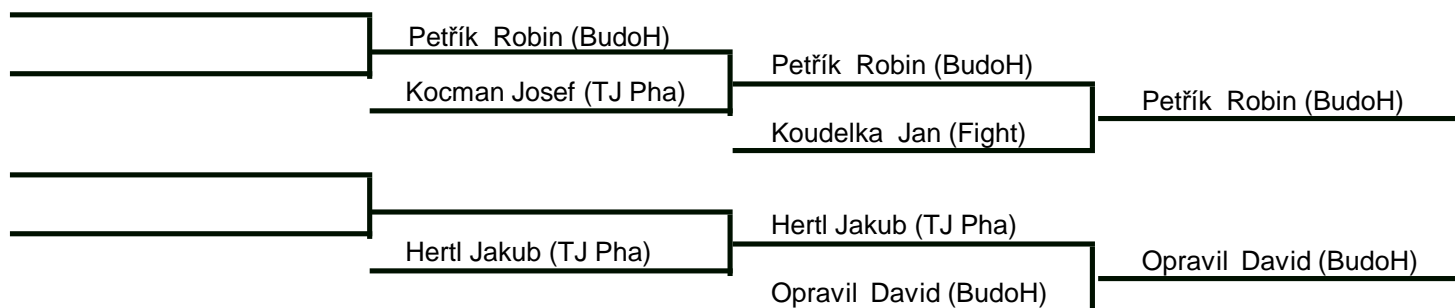 Petřík Robin (BudoH)
Kocman Josef (TJ Pha)
Petřík Robin (BudoH)
Koudelka Jan (Fight)
Petřík Robin (BudoH)
Hertl Jakub (TJ Pha)
Hertl Jakub (TJ Pha)
Opravil David (BudoH)
Opravil David (BudoH)